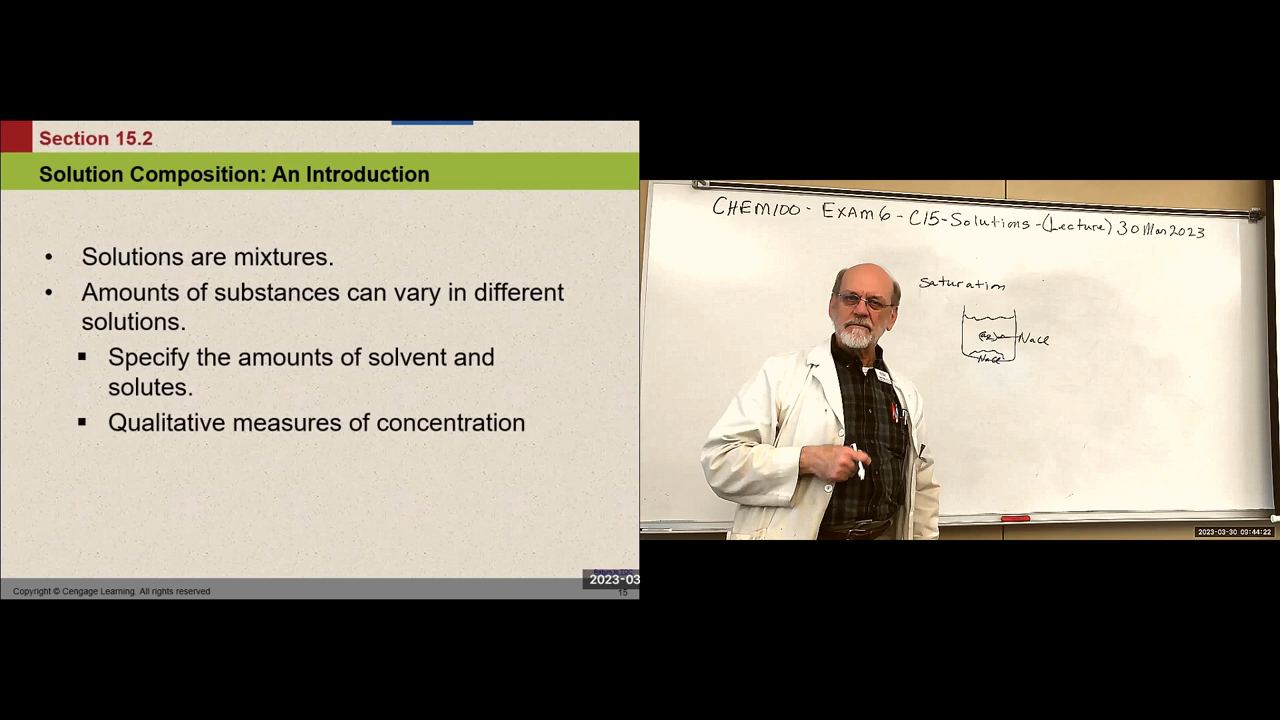 Section 15.2
Solution Composition: An Introduction
• Solutions are mixtures.
• Amounts of substances can vary in different
solutions.
▪ Specify the amounts of solvent and
solutes.
▪ Qualitative measures of concentration
2023-03
Copyright © Cengage Learning. All rights reserved
15
CHEM100 - EXAM 6 - C15 - Solutions - (Lecture) 30 Mar 2023
Saturation
NaCl
NaCl
2023-03-30 09:44:22